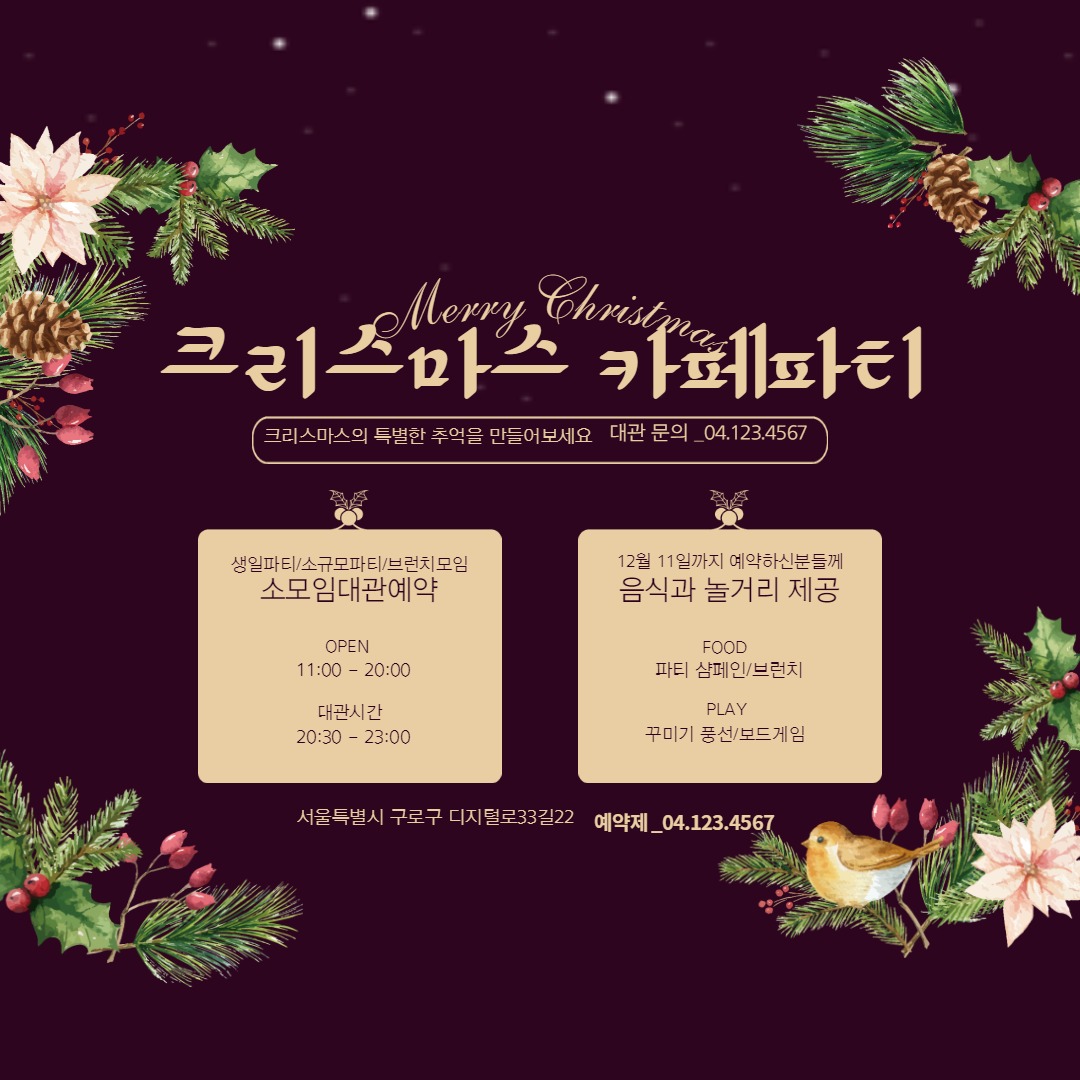 Merry Christmas
크리스마스 카페파티
크리스마스의 특별한 추억을 만들어보세요 대관 문의 _04.123.4567
생일파티/소규모파티/브런치모임
소모임대관예약
OPEN
11:00 - 20:00
대관시간
20:30 - 23:00
12월 11일까지 예약하신분들께
음식과 놀거리 제공
FOOD
파티 샴페인/브런치
PLAY
꾸미기 풍선/보드게임
서울특별시 구로구 디지털로33길22 예약제_04.123.4567